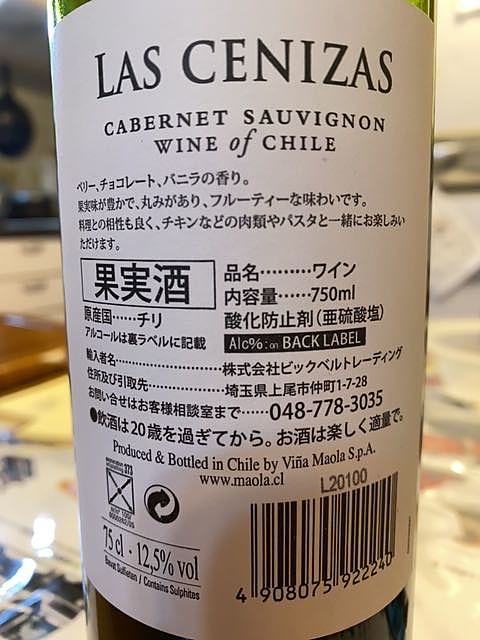 LAS CENIZAS
CABERNET SAUVIGNON
WINE of CHILE
ベリー、チョコレート、バニラの香り。
果実味が豊かで、丸みがあり、フルーティーな味わいです。
料理との相性も良く、チキンなどの肉類やパスタと一緒にお楽しみい
ただけます。
果実酒
品名………ワイン
内容量……750ml
原産国……チリ
酸化防止剤（亜硫酸塩）
アルコールは裏ラベルに記載
Alc%: on BACK LABEL
輸入者名……………………株式会社ビックベルトレーディング
住所及び引取先……………埼玉県上尾市仲町1-7-28
お問い合せはお客様相談室まで……048-778-3035
●飲酒は20歳を過ぎてから。お酒は楽しく適量で。
Produced & Bottled in Chile by Viña Maola S.p.A.
www.maola.cl
L20100
273
75 cl · 12,5% vol
Bevat Sulfieten / Contains Sulphites
4 908075 922240